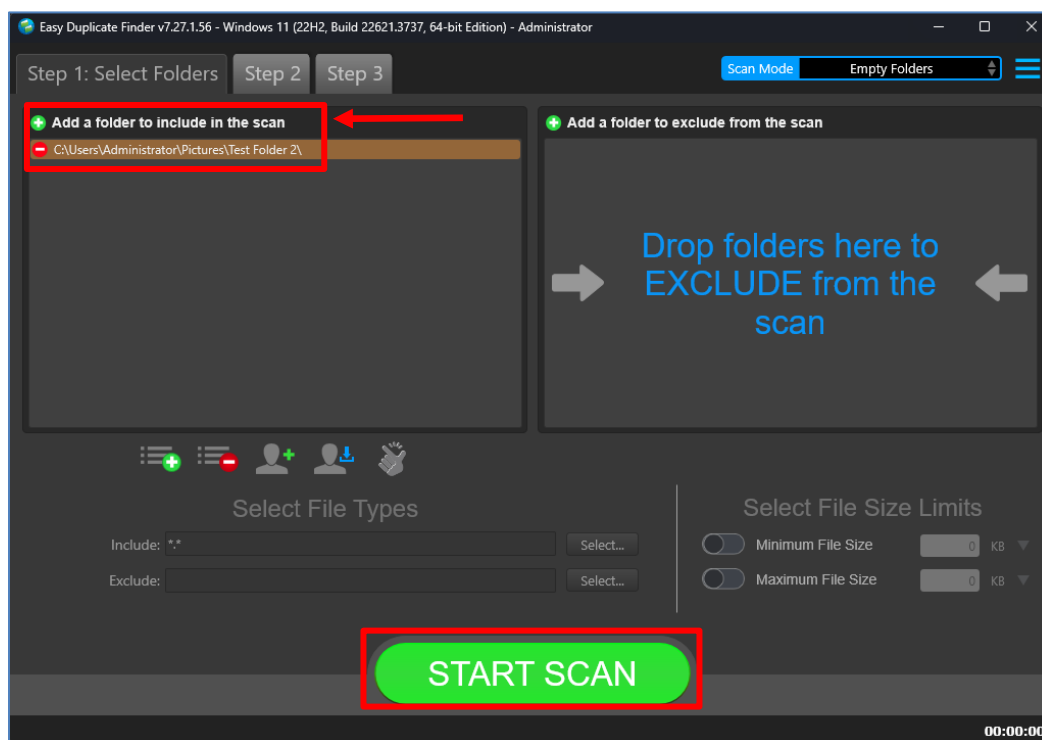 Easy Duplicate Finder v7.27.1.56 - Windows 11 (22H2, Build 22621.3737, 64-bit Edition) - Administrator
Step 1: Select Folders
Step 2
Step 3
Scan Mode
Empty Folders
Add a folder to include in the scan
C:\Users\Administrator\Pictures\Test Folder 2\
Add a folder to exclude from the scan
Drop folders here to
EXCLUDE from the
scan
Select File Types
Include: *.*
Select...
Exclude:
Select...
Select File Size Limits
Minimum File Size
0 KB
Maximum File Size
0 KB
START SCAN
00:00:00